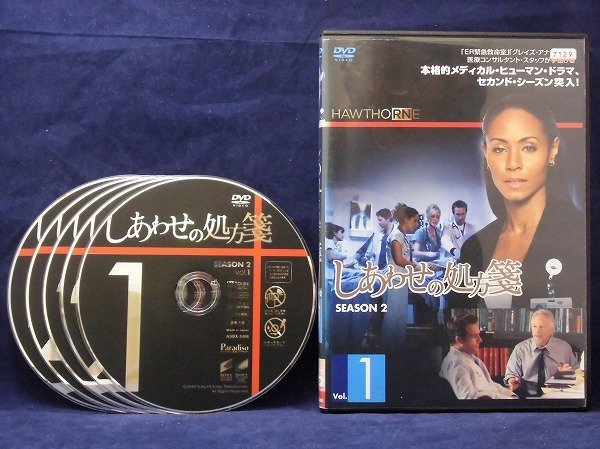 DVD
VIDEO
しあわせの処方箋
SEASON 2
vol.1
1
Paradiso
DVD
VIDEO
7129
「ER緊急救命室」「グレイズ・アナ
医療コンサルタント・スタッフが
本格的メディカル・ヒューマン・ドラマ、
セカンド・シーズン突入!
HAWTHORNE
しあわせの処方箋
SEASON 2
Vol.
1